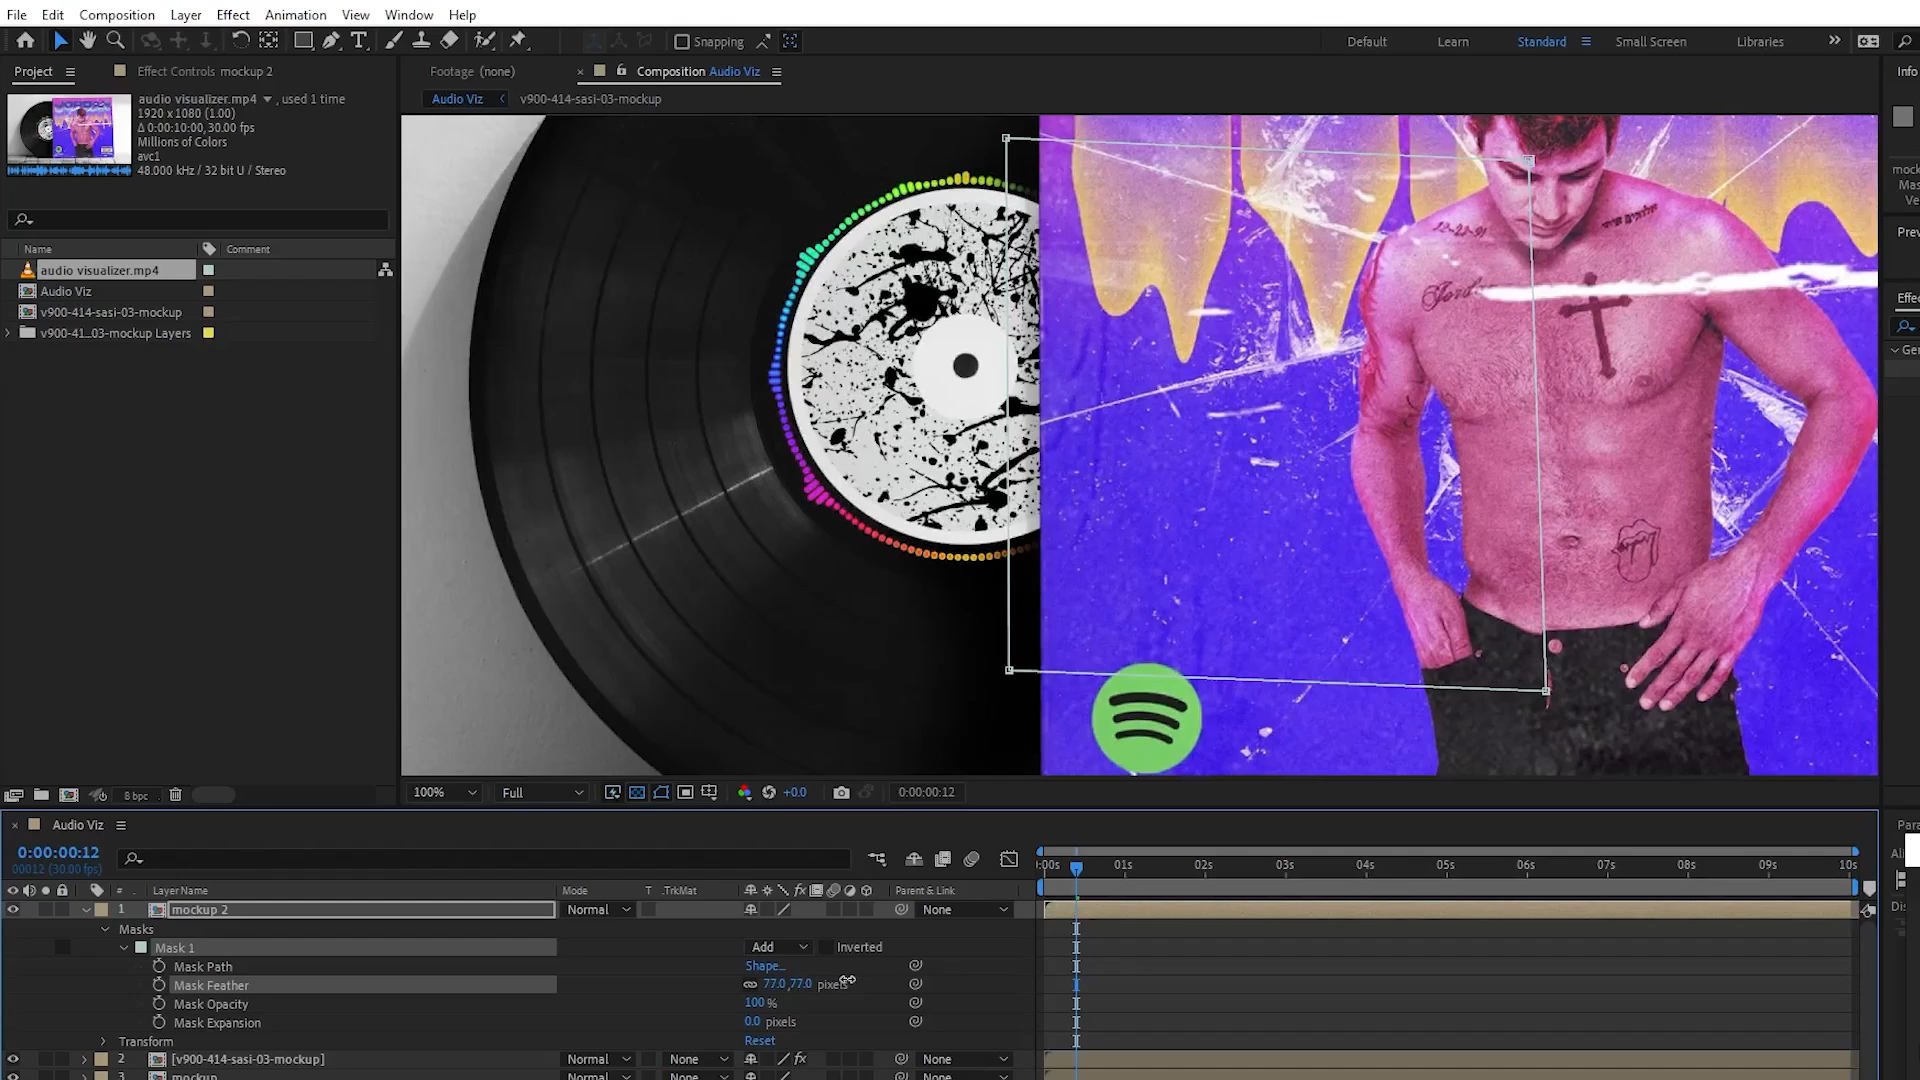 File Edit Composition Layer Effect Animation View Window Help
Snapping Default Learn Standard Small Screen Libraries
Project Effect Controls mockup 2 Footage (none) Composition Audio Viz Info
Audio Viz v900-414-sasi-03-mockup
audio visualizer.mp4 , used 1 time
1920 x 1080 (1.00)
Δ 0:00:10:00, 30.00 fps
Millions of Colors
avc1
48.000 kHz / 32 bit U / Stereo
Name Comment
audio visualizer.mp4
Audio Viz
v900-414-sasi-03-mockup
v900-41...03-mockup Layers
8 bpc 100% Full +0.0 0:00:00:12
Audio Viz
0:00:00:12
00012 (30.00 fps)
:00s 01s 02s 03s 04s 05s 06s 07s 08s 09s 10s
# Layer Name Mode T .TrkMat fx Parent & Link
1 mockup 2 Normal None
Masks
Mask 1 Add Inverted
Mask Path Shape...
Mask Feather 77.0,77.0 pixels
Mask Opacity 100 %
Mask Expansion 0.0 pixels
Transform Reset
2 [v900-414-sasi-03-mockup] Normal None fx None
3 mockup Normal None None